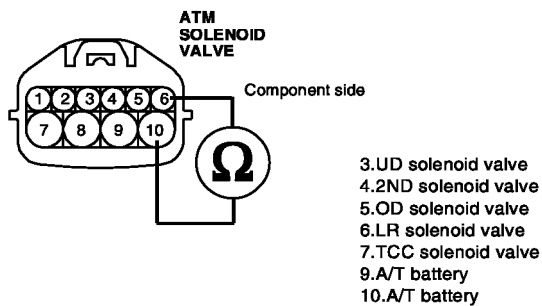 ATM
SOLENOID
VALVE
Component side
1 2 3 4 5 6
7 8 9 10
Ω
3.UD solenoid valve
4.2ND solenoid valve
5.OD solenoid valve
6.LR solenoid valve
7.TCC solenoid valve
9.A/T battery
10.A/T battery